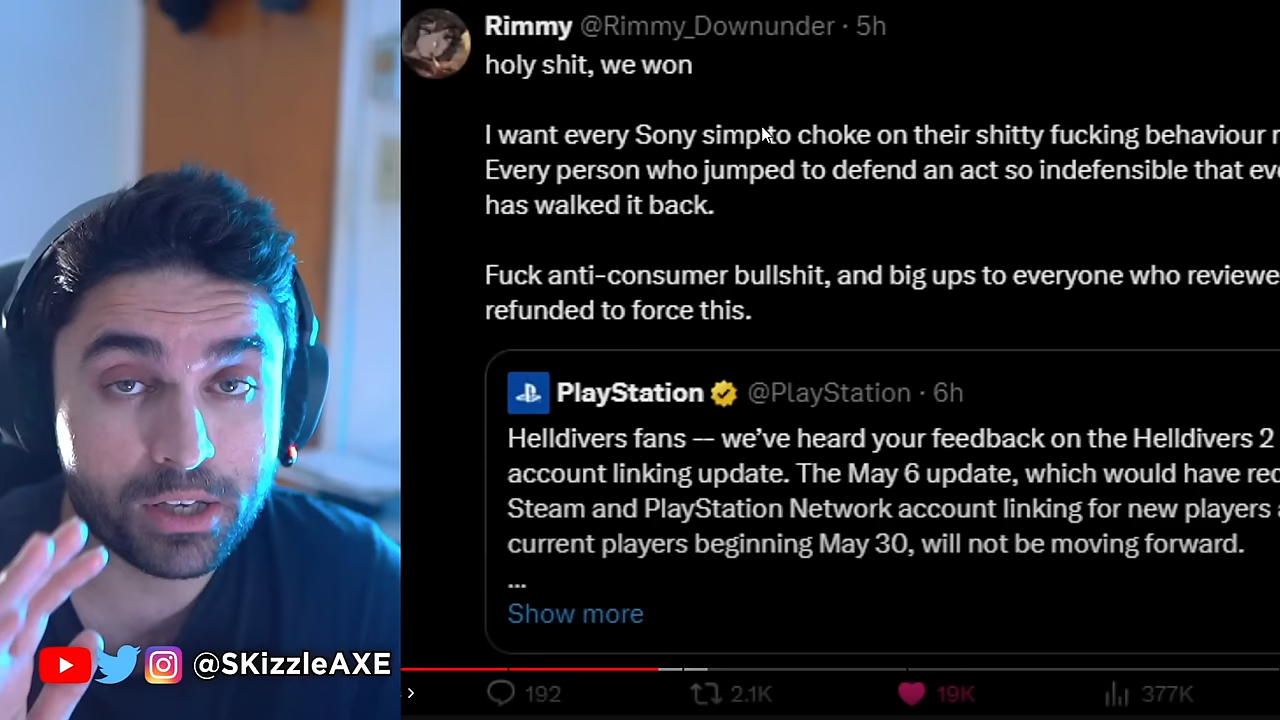 Rimmy @Rimmy_Downunder · 5h
holy shit, we won
I want every Sony simp to choke on their shitty fucking behaviour
Every person who jumped to defend an act so indefensible that
has walked it back.
Fuck anti-consumer bullshit, and big ups to everyone who
refunded to force this.
PlayStation @PlayStation · 6h
Helldivers fans -- we’ve heard your feedback on the Helldivers 2
account linking update. The May 6 update, which would have
Steam and PlayStation Network account linking for new players
current players beginning May 30, will not be moving forward.
...
Show more
192 2.1K 19K 377K
@SKizzleAXE